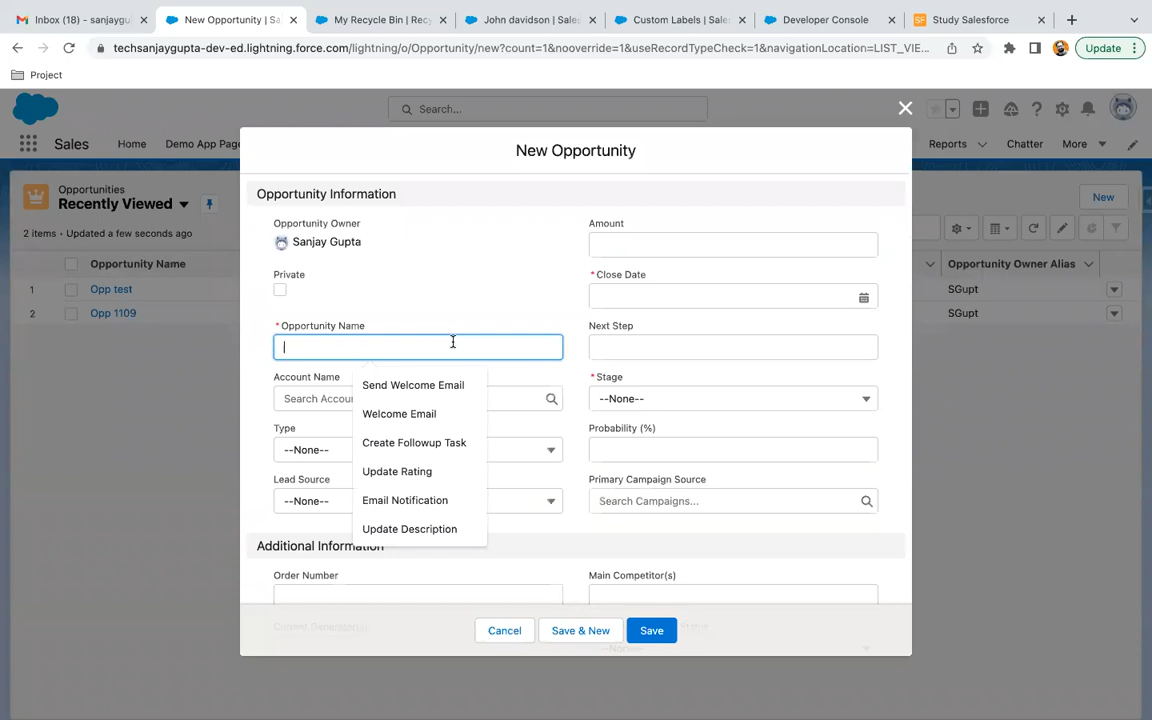 Inbox (18) - sanjaygu
New Opportunity | Sa
My Recycle Bin | Rec
John davidson | Sales
Custom Labels | Sale
Developer Console
Study Salesforce
techsanjaygupta-dev-ed.lightning.force.com/lightning/o/Opportunity/new?count=1&nooverride=1&useRecordTypeCheck=1&navigationLocation=LIST_VIE...
Update
Project
Search...
Sales
Home
Demo App Page
Reports
Chatter
More
Opportunities
Recently Viewed
New
2 items • Updated a few seconds ago
Opportunity Name
Opportunity Owner Alias
1
Opp test
SGupt
2
Opp 1109
SGupt
New Opportunity
Opportunity Information
Opportunity Owner
Sanjay Gupta
Amount
Private
* Close Date
* Opportunity Name
Next Step
Account Name
Search Accou
* Stage
--None--
Type
--None--
Probability (%)
Lead Source
--None--
Primary Campaign Source
Search Campaigns...
Send Welcome Email
Welcome Email
Create Followup Task
Update Rating
Email Notification
Update Description
Additional Information
Order Number
Main Competitor(s)
Current Generator(s)
--None--
Cancel
Save & New
Save